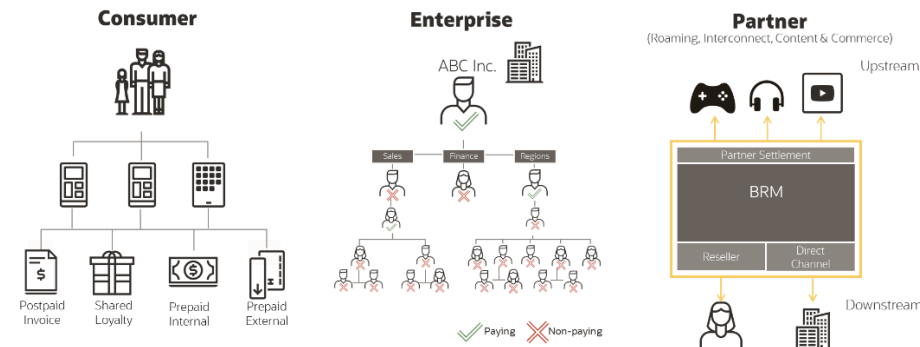 Consumer
Postpaid
Invoice
Shared
Loyalty
Prepaid
Internal
Prepaid
External
Enterprise
ABC Inc.
Sales
Finance
Regions
Paying
Non-paying
Partner
(Roaming, Interconnect, Content & Commerce)
Upstream
Partner Settlement
BRM
Reseller
Direct
Channel
Downstream